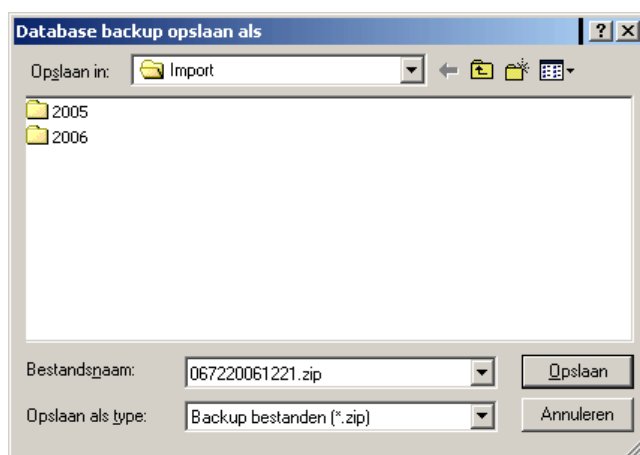 Database backup opslaan als
Opslaan in: Import
2005
2006
Bestandsnaam: 067220061221.zip Opslaan
Opslaan als type: Backup bestanden (*.zip) Annuleren